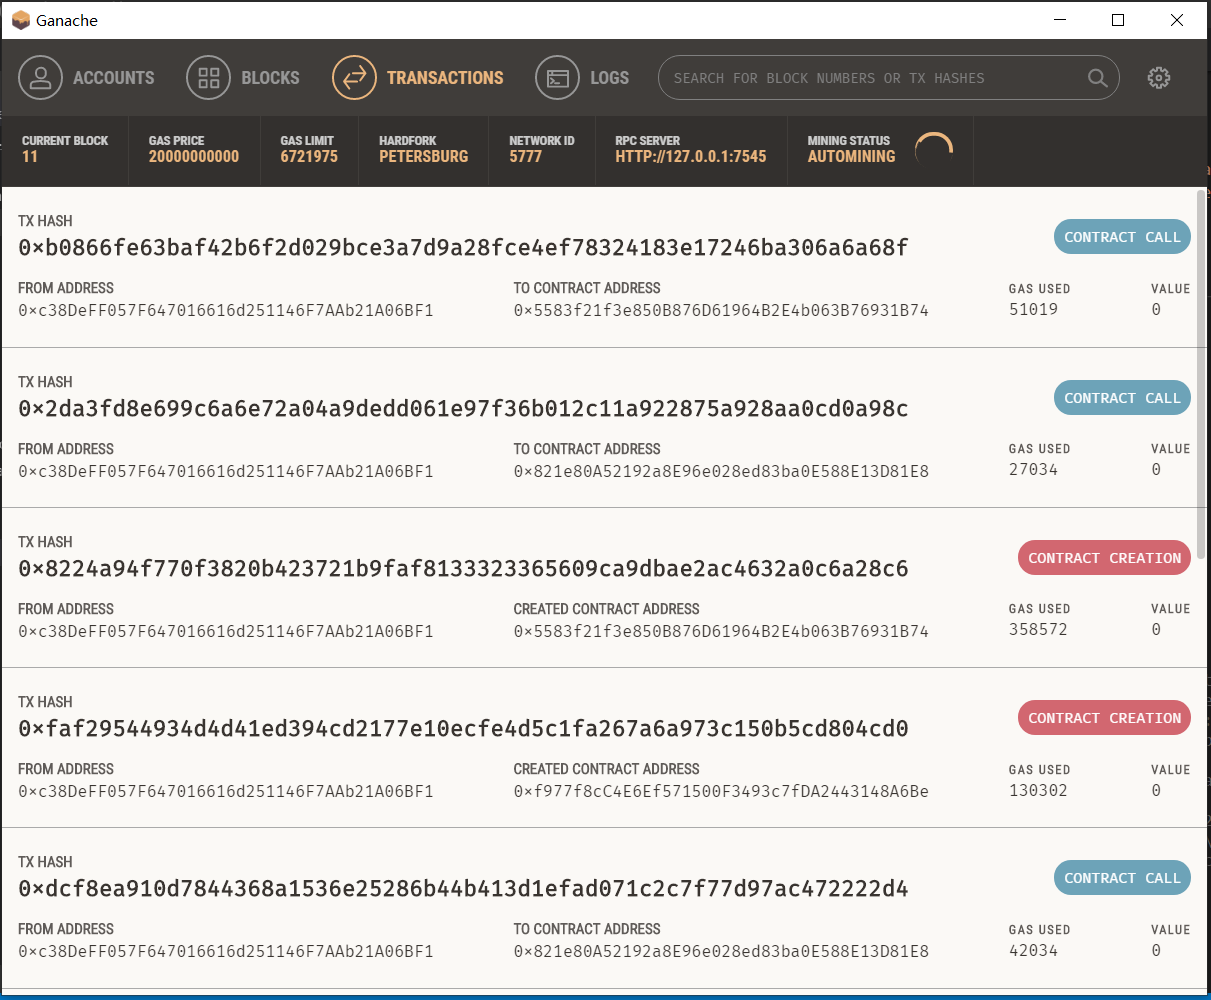 Ganache
ACCOUNTS BLOCKS TRANSACTIONS LOGS SEARCH FOR BLOCK NUMBERS OR TX HASHES
CURRENT BLOCK GAS PRICE GAS LIMIT HARDFORK NETWORK ID RPC SERVER MINING STATUS
11 20000000000 6721975 PETERSBURG 5777 HTTP://127.0.0.1:7545 AUTOMINING
TX HASH
0×b0866fe63baf42b6f2d029bce3a7d9a28fce4ef78324183e17246ba306a6a68f CONTRACT CALL
FROM ADDRESS TO CONTRACT ADDRESS GAS USED VALUE
0×c38DeFF057F647016616d251146F7AAb21A06BF1 0×5583f21f3e850B876D61964B2E4b063B76931B74 51019 0
TX HASH
0×2da3fd8e699c6a6e72a04a9dedd061e97f36b012c11a922875a928aa0cd0a98c CONTRACT CALL
FROM ADDRESS TO CONTRACT ADDRESS GAS USED VALUE
0×c38DeFF057F647016616d251146F7AAb21A06BF1 0×821e80A52192a8E96e028ed83ba0E588E13D81E8 27034 0
TX HASH
0×8224a94f770f3820b423721b9faf8133323365609ca9dbae2ac4632a0c6a28c6 CONTRACT CREATION
FROM ADDRESS CREATED CONTRACT ADDRESS GAS USED VALUE
0×c38DeFF057F647016616d251146F7AAb21A06BF1 0×5583f21f3e850B876D61964B2E4b063B76931B74 358572 0
TX HASH
0×faf29544934d4d41ed394cd2177e10ecfe4d5c1fa267a6a973c150b5cd804cd0 CONTRACT CREATION
FROM ADDRESS CREATED CONTRACT ADDRESS GAS USED VALUE
0×c38DeFF057F647016616d251146F7AAb21A06BF1 0×f977f8cC4E6Ef571500F3493c7fDA2443148A6Be 130302 0
TX HASH
0×dcf8ea910d7844368a1536e25286b44b413d1efad071c2c7f77d97ac472222d4 CONTRACT CALL
FROM ADDRESS TO CONTRACT ADDRESS GAS USED VALUE
0×c38DeFF057F647016616d251146F7AAb21A06BF1 0×821e80A52192a8E96e028ed83ba0E588E13D81E8 42034 0